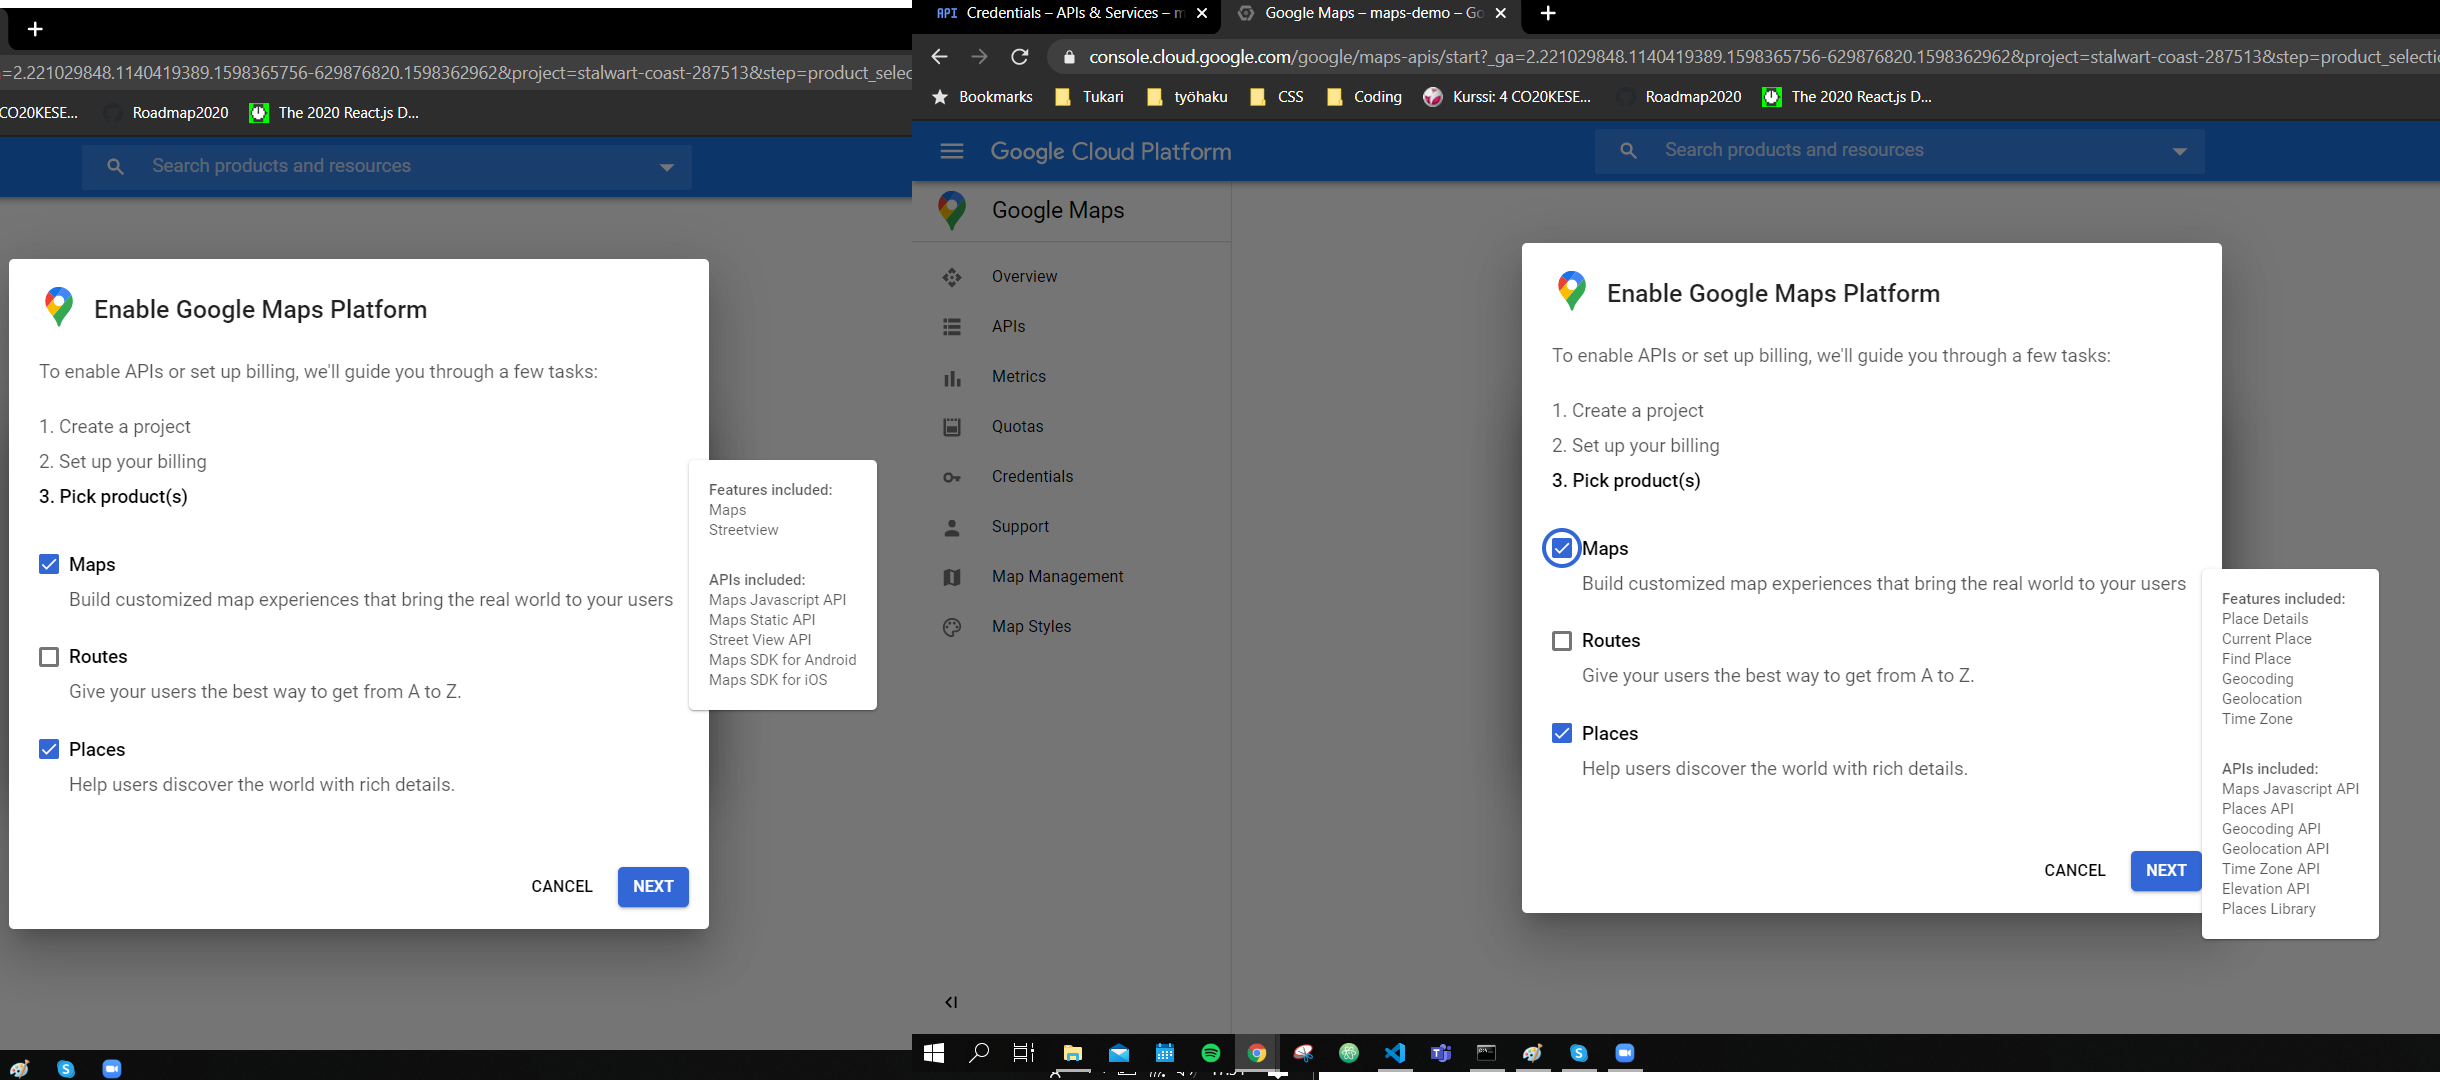 =2.221029848.1140419389.1598365756-629876820.1598362962&project=stalwart-coast-287513&step=product_selec
CO20KESE...
Roadmap2020
The 2020 React.js D...
Search products and resources
Enable Google Maps Platform
To enable APIs or set up billing, we'll guide you through a few tasks:
1. Create a project
2. Set up your billing
3. Pick product(s)
Maps
Build customized map experiences that bring the real world to your users
Routes
Give your users the best way to get from A to Z.
Places
Help users discover the world with rich details.
CANCEL
NEXT
Features included:
Maps
Streetview
APIs included:
Maps Javascript API
Maps Static API
Street View API
Maps SDK for Android
Maps SDK for iOS
API
Credentials – APIs & Services – m
Google Maps – maps-demo – Go
console.cloud.google.com/google/maps-apis/start?_ga=2.221029848.1140419389.1598365756-629876820.1598362962&project=stalwart-coast-287513&step=product_selecti
Bookmarks
Tukari
työhaku
CSS
Coding
Kurssi: 4 CO20KESE...
Roadmap2020
The 2020 React.js D...
Google Cloud Platform
Search products and resources
Google Maps
Overview
APIs
Metrics
Quotas
Credentials
Support
Map Management
Map Styles
Enable Google Maps Platform
To enable APIs or set up billing, we'll guide you through a few tasks:
1. Create a project
2. Set up your billing
3. Pick product(s)
Maps
Build customized map experiences that bring the real world to your users
Routes
Give your users the best way to get from A to Z.
Places
Help users discover the world with rich details.
CANCEL
NEXT
Features included:
Place Details
Current Place
Find Place
Geocoding
Geolocation
Time Zone
APIs included:
Maps Javascript API
Places API
Geocoding API
Geolocation API
Time Zone API
Elevation API
Places Library